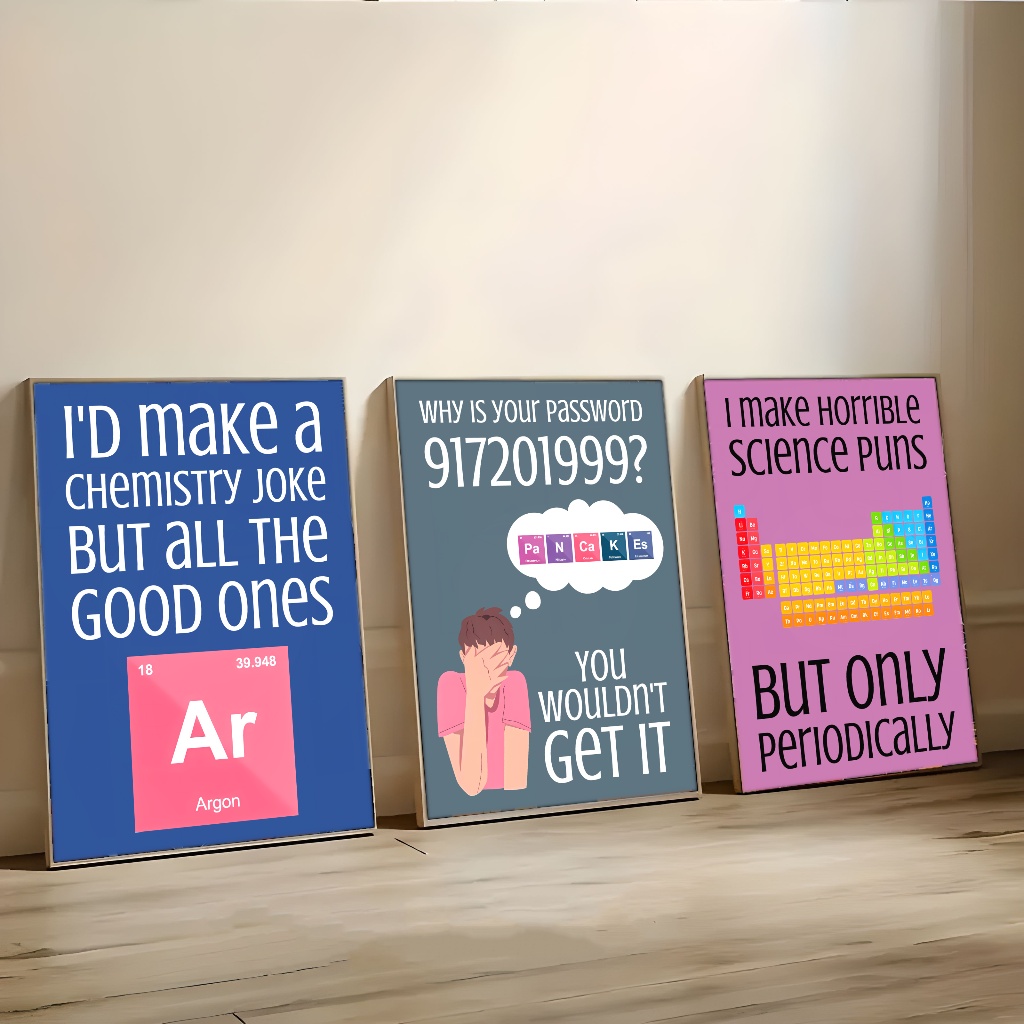 I'D MAKE A
CHEMISTRY JOKE
BUT ALL THE
GOOD ONES
18 39.948
Ar
Argon
WHY IS YOUR PASSWORD
917201999?
Pa N Ca K Es
YOU
WOULDN'T
GET IT
I MAKE HORRIBLE
SCIENCE PUNS
BUT ONLY
PERIODICALLY